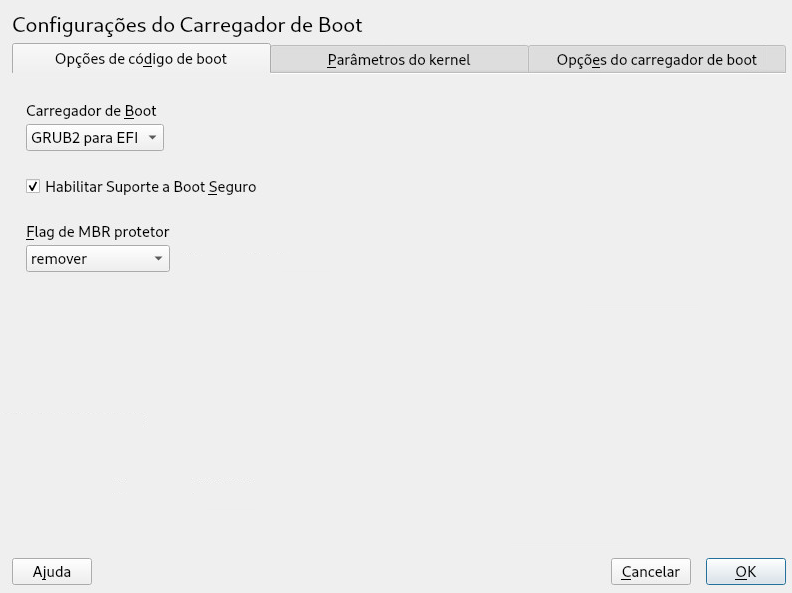 Configurações do Carregador de Boot
Opções de código de boot
Parâmetros do kernel
Opções do carregador de boot
Carregador de Boot
GRUB2 para EFI
Habilitar Suporte a Boot Seguro
Flag de MBR protetor
remover
Ajuda
Cancelar
OK